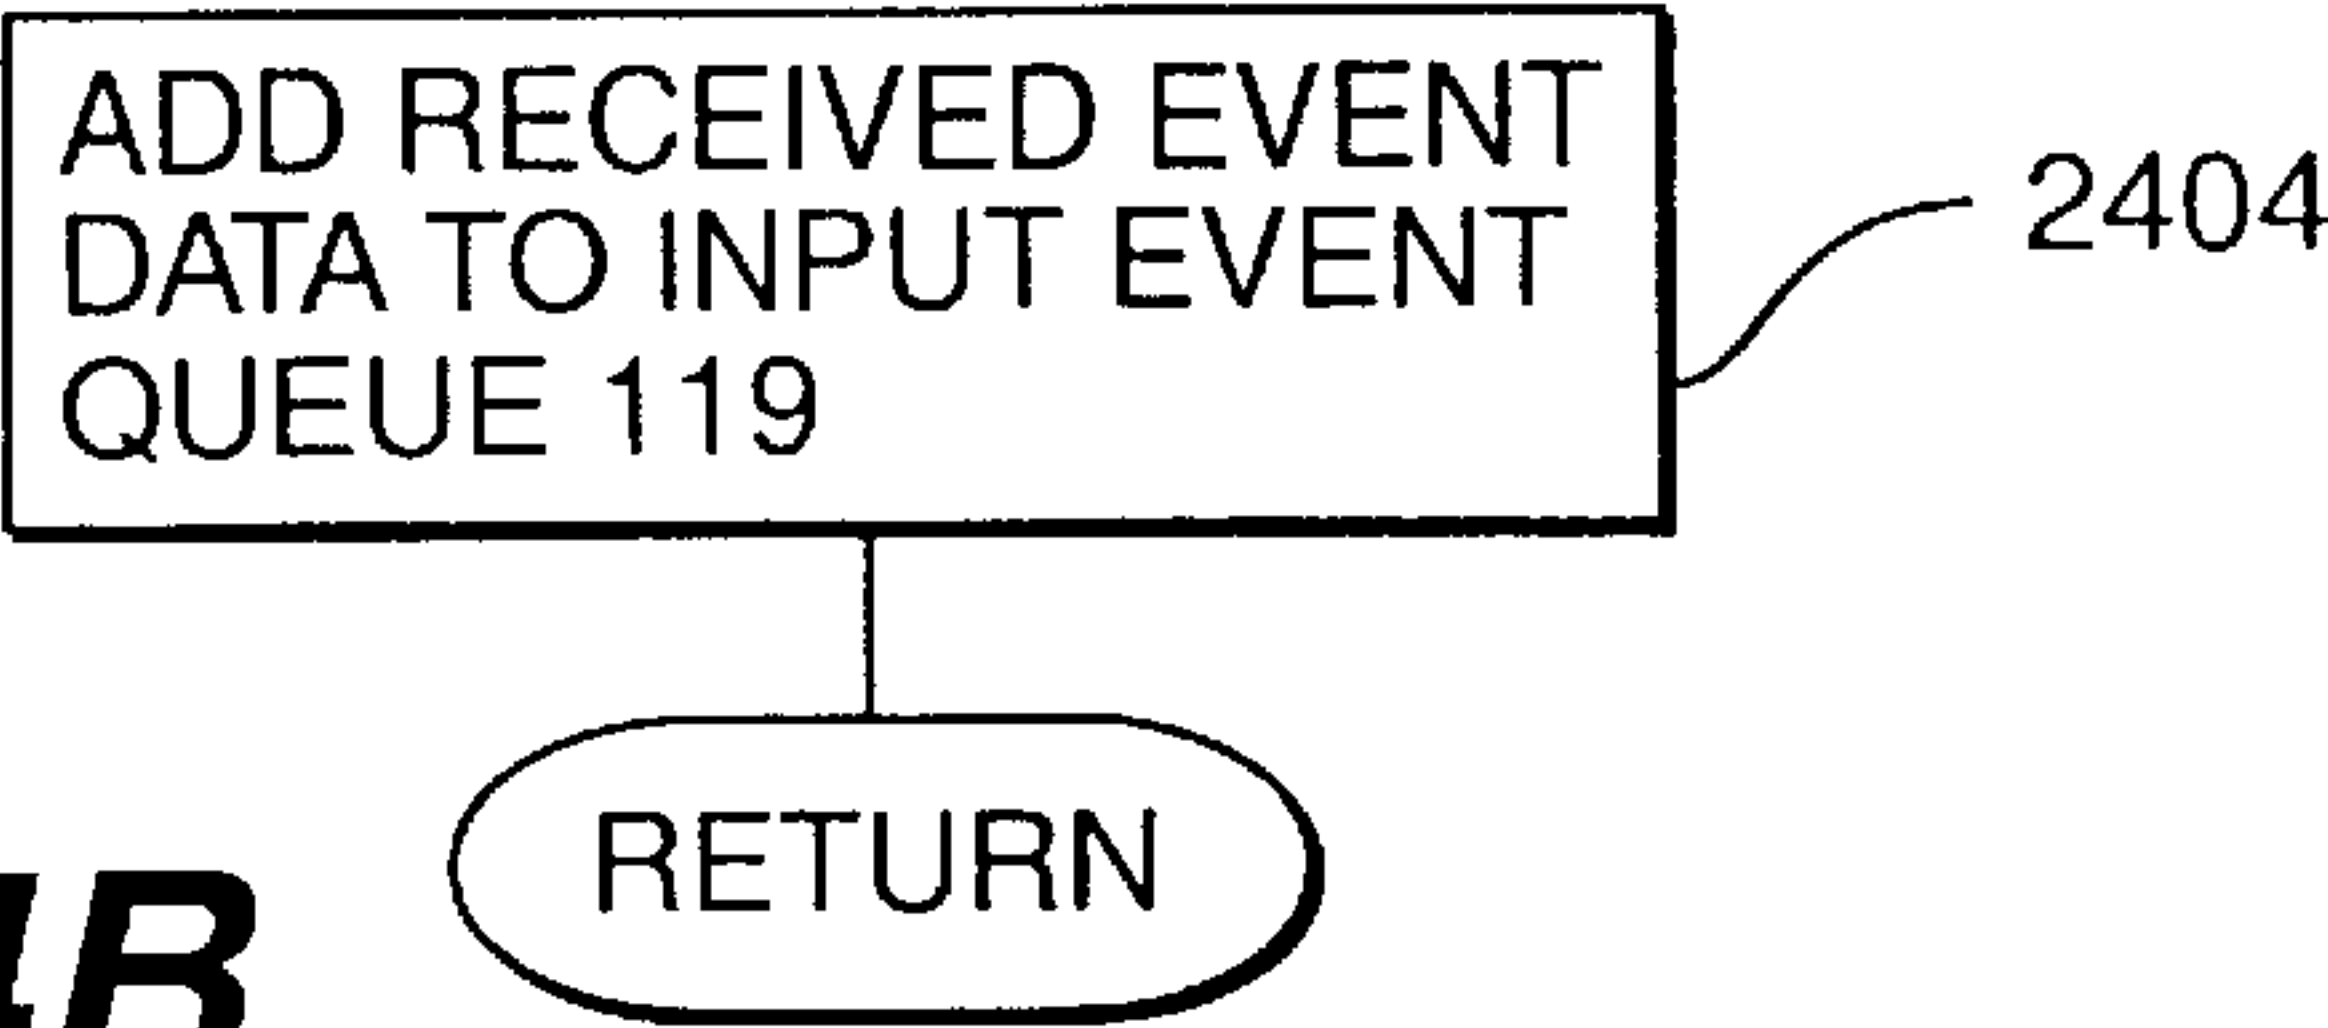 ADD RECEIVED EVENT
DATA TO INPUT EVENT
QUEUE 119
2404
RETURN